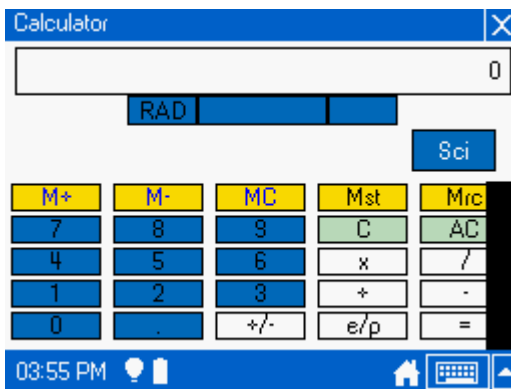 Calculator
0
RAD
Sci
M+ M- MC Mst Mrc
7 8 9 C AC
4 5 6 x /
1 2 3 + -
0 . +/- e/p =
03:55 PM